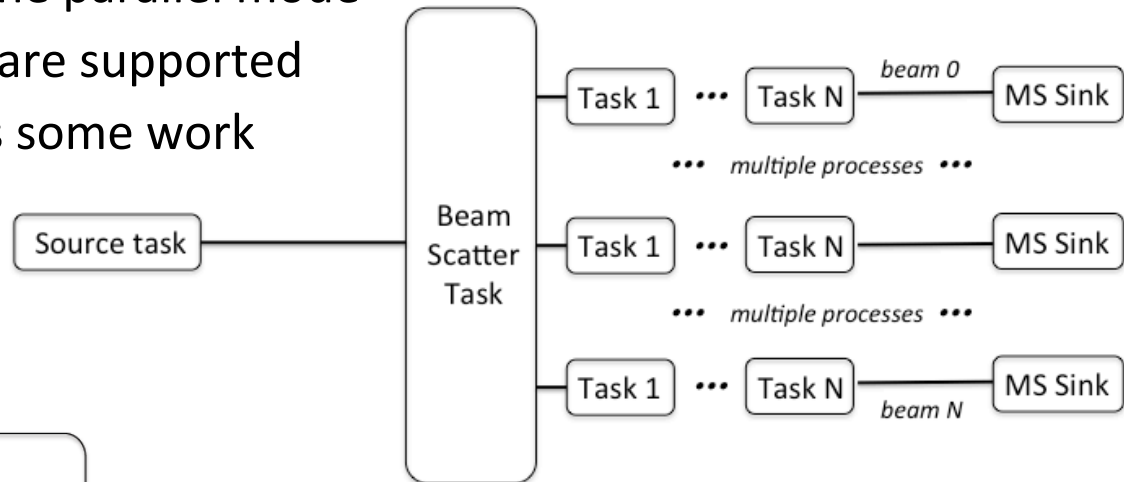 are supported
some work
beam 0
Task 1 ••• Task N MS Sink
••• multiple processes •••
Source task
Beam
Scatter
Task
Task 1 ••• Task N MS Sink
••• multiple processes •••
Task 1 ••• Task N MS Sink
beam N